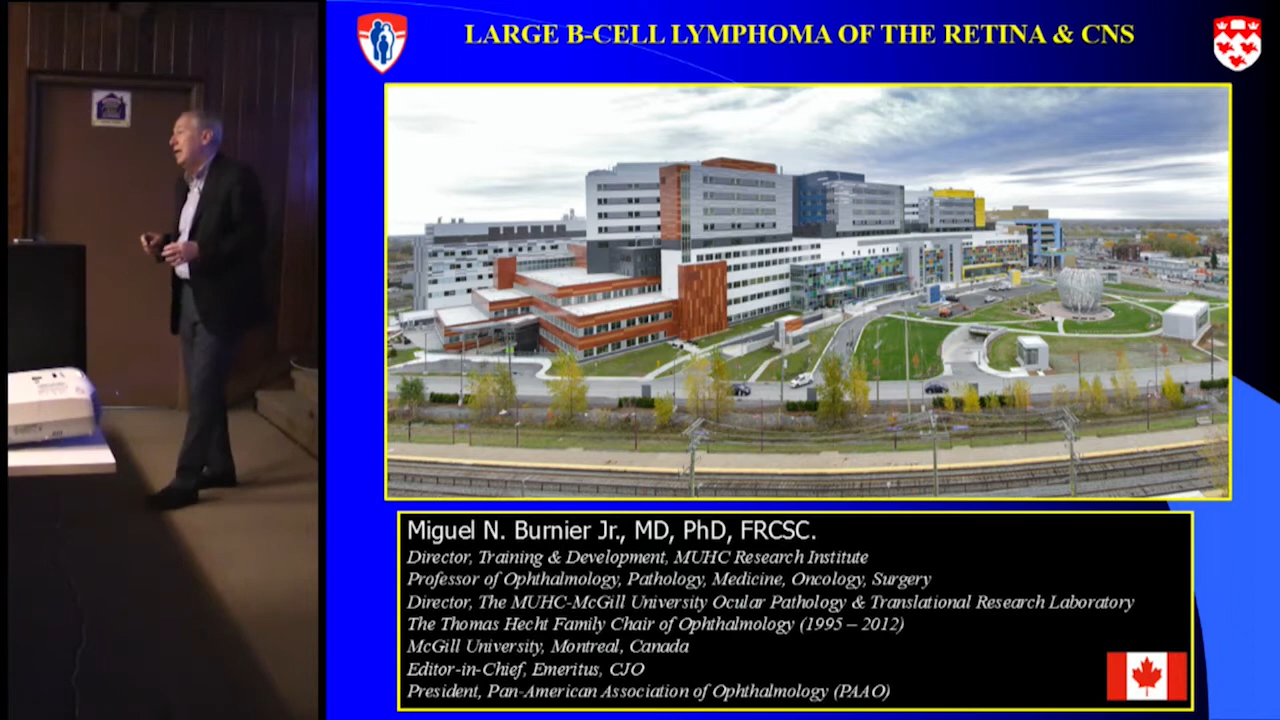 LARGE B-CELL LYMPHOMA OF THE RETINA & CNS
Miguel N. Burnier Jr., MD, PhD, FRCSC.
Director, Training & Development, MUHC Research Institute
Professor of Ophthalmology, Pathology, Medicine, Oncology, Surgery
Director, The MUHC-McGill University Ocular Pathology & Translational Research Laboratory
The Thomas Hecht Family Chair of Ophthalmology (1995 – 2012)
McGill University, Montreal, Canada
Editor-in-Chief, Emeritus, CJO
President, Pan-American Association of Ophthalmology (PAAO)